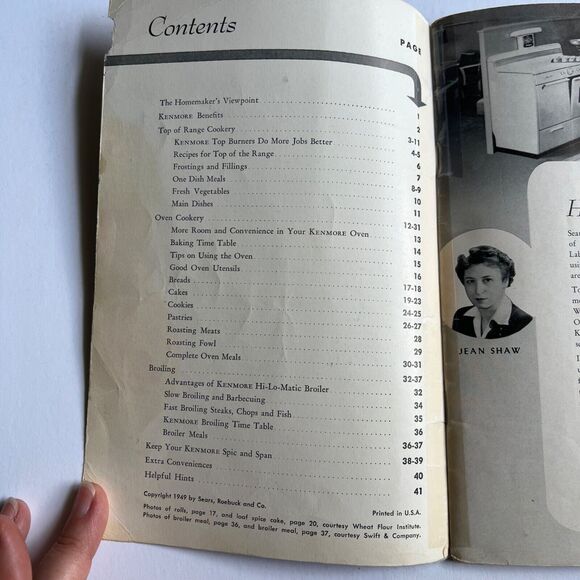 Contents
PAGE
The Homemaker's Viewpoint 1
KENMORE Benefits 2
Top of Range Cookery 3-11
KENMORE Top Burners Do More Jobs Better 4-5
Recipes for Top of the Range 6
Frostings and Fillings 7
One Dish Meals 8-9
Fresh Vegetables 10
Main Dishes 11
Oven Cookery 12-31
More Room and Convenience in Your KENMORE Oven 13
Baking Time Table 14
Tips on Using the Oven 15
Good Oven Utensils 16
Breads 17-18
Cakes 19-23
Cookies 24-25
Pastries 26-27
Roasting Meats 28
Roasting Fowl 29
Complete Oven Meals 30-31
Broiling 32-37
Advantages of KENMORE Hi-Lo-Matic Broiler 32
Slow Broiling and Barbecuing 34
Fast Broiling Steaks, Chops and Fish 35
KENMORE Broiling Time Table 36
Broiler Meals 36-37
Keep Your KENMORE Spic and Span 38-39
Extra Conveniences 40
Helpful Hints 41
Copyright 1949 by Sears, Roebuck and Co. Printed in U.S.A.
Photos of rolls, page 17, and loaf spice cake, page 20, courtesy Wheat Flour Institute.
Photos of broiler meal, page 36, and broiler meal, page 37, courtesy Swift & Company.
JEAN SHAW
H
of
are
To